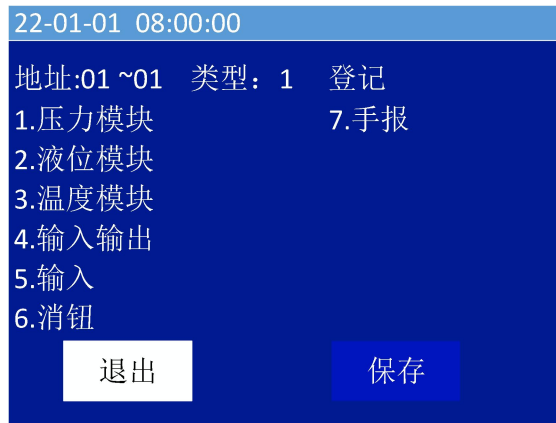 22-01-01 08:00:00
地址:01 ~01 类型：1 登记
1.压力模块 7.手报
2.液位模块
3.温度模块
4.输入输出
5.输入
6.消钮
退出 保存